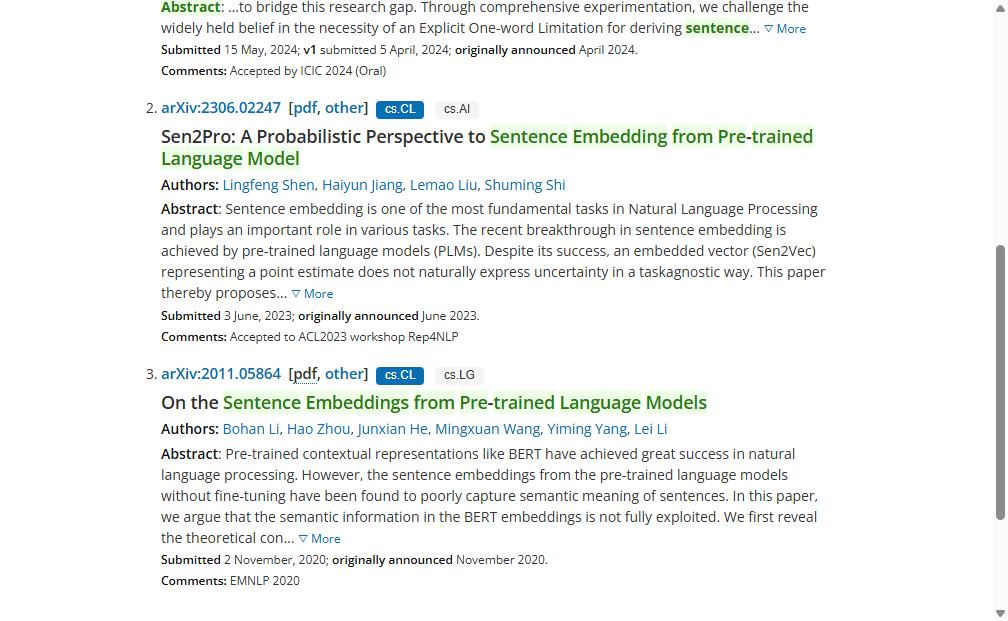 Abstract: ...to bridge this research gap. Through comprehensive experimentation, we challenge the
widely held belief in the necessity of an Explicit One-word Limitation for deriving sentence... ▽ More
Submitted 15 May, 2024; v1 submitted 5 April, 2024; originally announced April 2024.
Comments: Accepted by ICIC 2024 (Oral)
2. arXiv:2306.02247 [pdf, other] cs.CL cs.AI
Sen2Pro: A Probabilistic Perspective to Sentence Embedding from Pre-trained
Language Model
Authors: Lingfeng Shen, Haiyun Jiang, Lemao Liu, Shuming Shi
Abstract: Sentence embedding is one of the most fundamental tasks in Natural Language Processing
and plays an important role in various tasks. The recent breakthrough in sentence embedding is
achieved by pre-trained language models (PLMs). Despite its success, an embedded vector (Sen2Vec)
representing a point estimate does not naturally express uncertainty in a taskagnostic way. This paper
thereby proposes... ▽ More
Submitted 3 June, 2023; originally announced June 2023.
Comments: Accepted to ACL2023 workshop Rep4NLP
3. arXiv:2011.05864 [pdf, other] cs.CL cs.LG
On the Sentence Embeddings from Pre-trained Language Models
Authors: Bohan Li, Hao Zhou, Junxian He, Mingxuan Wang, Yiming Yang, Lei Li
Abstract: Pre-trained contextual representations like BERT have achieved great success in natural
language processing. However, the sentence embeddings from the pre-trained language models
without fine-tuning have been found to poorly capture semantic meaning of sentences. In this paper,
we argue that the semantic information in the BERT embeddings is not fully exploited. We first reveal
the theoretical con... ▽ More
Submitted 2 November, 2020; originally announced November 2020.
Comments: EMNLP 2020